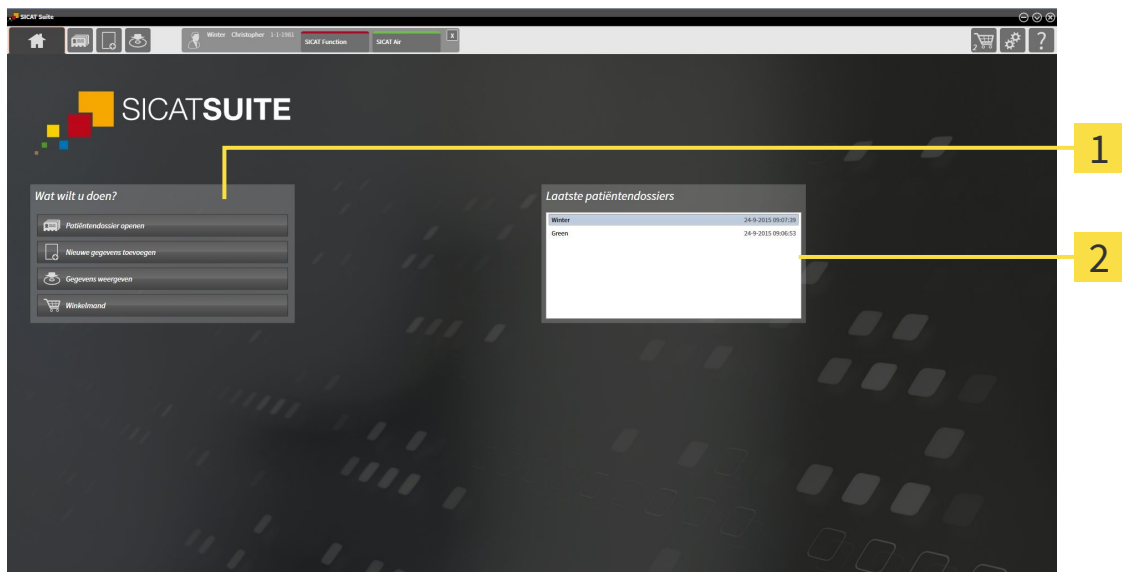 SICAT Suite
Winter Christopher 1-1-1981
SICAT Function
SICAT Air
X
2
?
SICATSUITE
1
Wat wilt u doen?
Patiëntendossier openen
Nieuwe gegevens toevoegen
Gegevens weergeven
Winkelmand
Laatste patiëntendossiers
Winter 24-9-2015 09:07:39
Green 24-9-2015 09:06:53
2